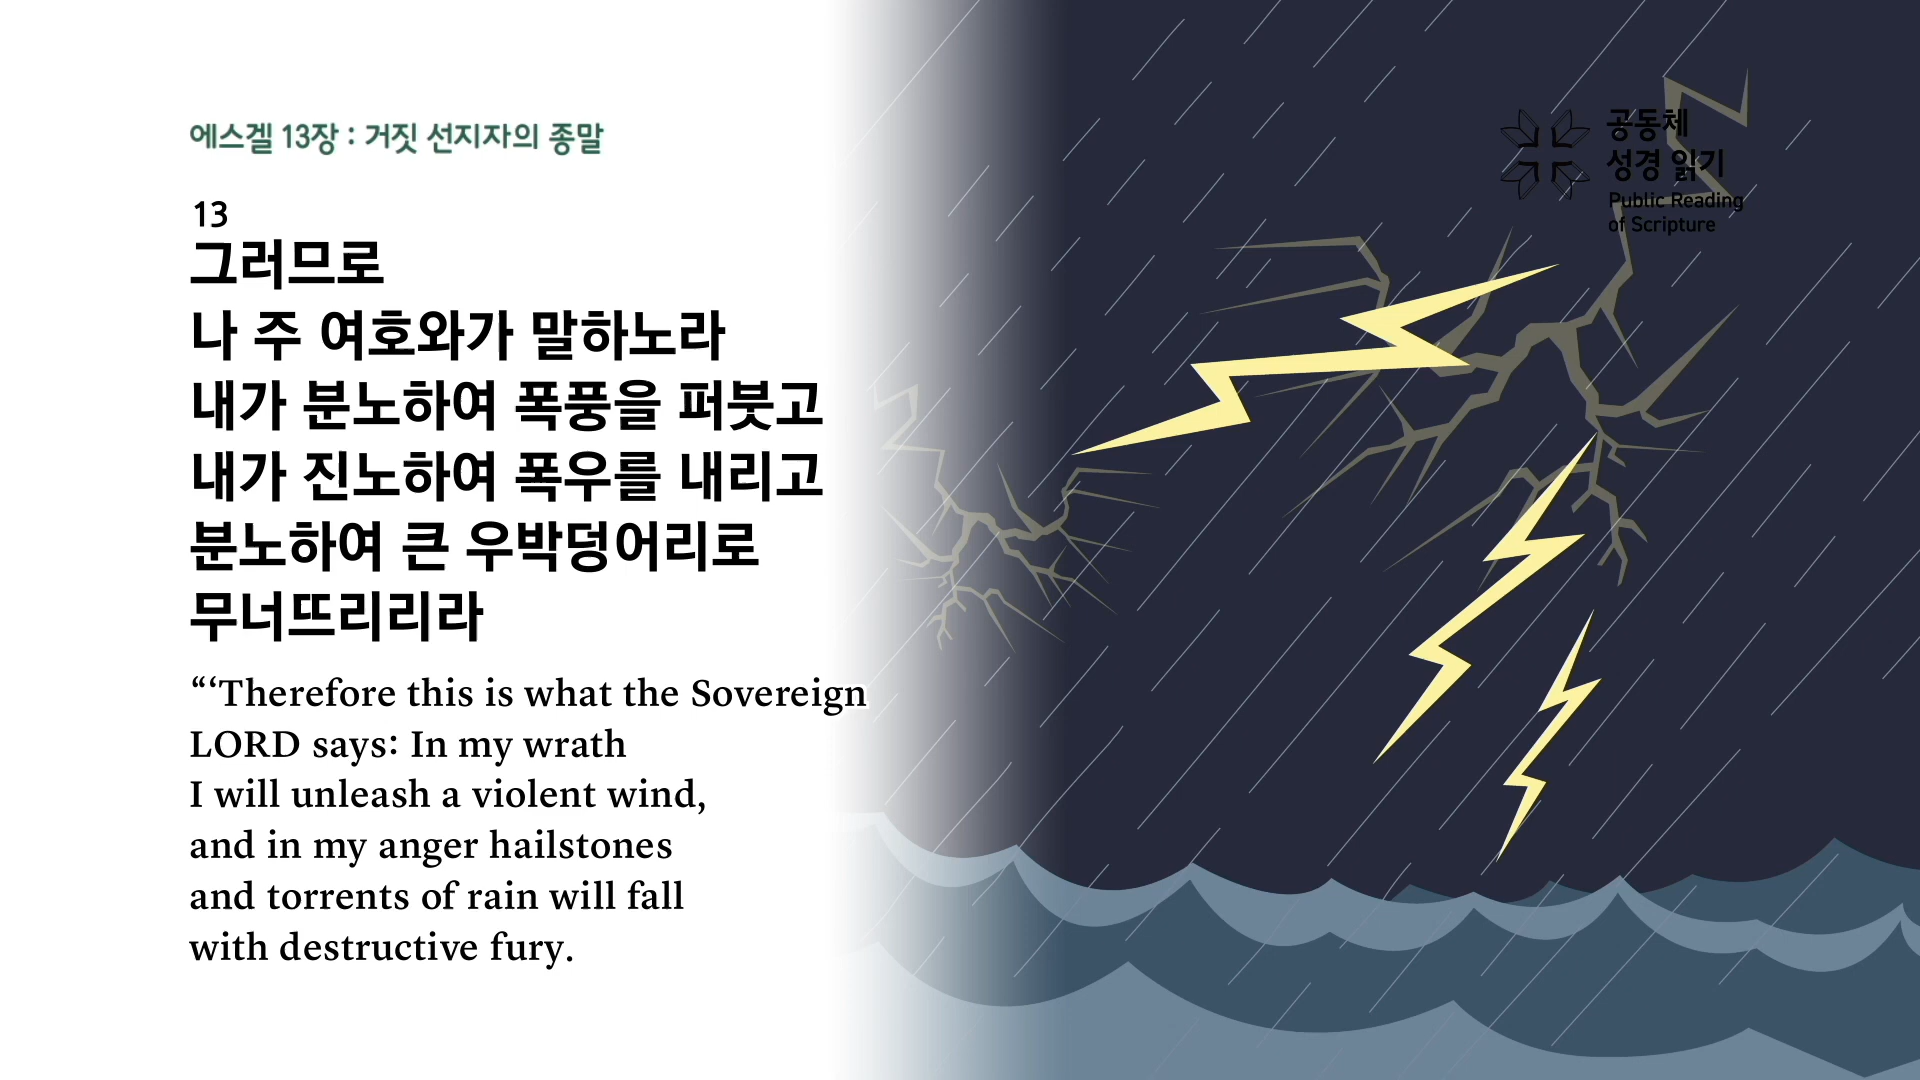 에스겔 13장 : 거짓 선지자의 종말
13
그러므로
나 주 여호와가 말하노라
내가 분노하여 폭풍을 퍼붓고
내가 진노하여 폭우를 내리고
분노하여 큰 우박덩어리로
무너뜨리리라
“‘Therefore this is what the Sovereign
LORD says: In my wrath
I will unleash a violent wind,
and in my anger hailstones
and torrents of rain will fall
with destructive fury.
공동체
성경 읽기
Public Reading
of Scripture